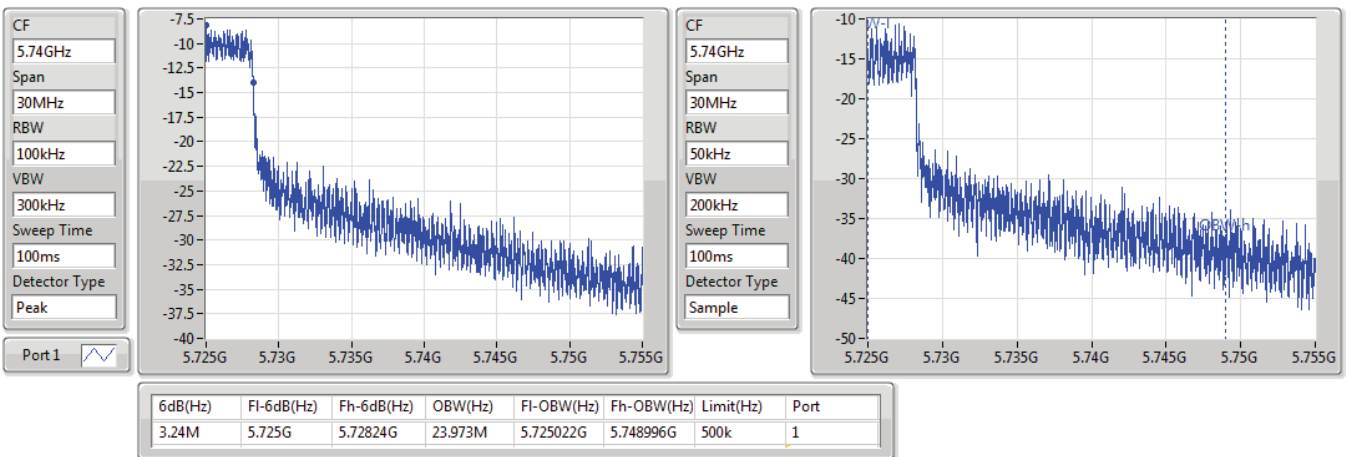 CF
5.74GHz
Span
30MHz
RBW
100kHz
VBW
300kHz
Sweep Time
100ms
Detector Type
Peak
Port 1
-7.5
-10
-12.5
-15
-17.5
-20
-22.5
-25
-27.5
-30
-32.5
-35
-37.5
-40
5.725G 5.73G 5.735G 5.74G 5.745G 5.75G 5.755G
CF
5.74GHz
Span
30MHz
RBW
50kHz
VBW
200kHz
Sweep Time
100ms
Detector Type
Sample
-10
-15
-20
-25
-30
-35
-40
-45
-50
5.725G 5.73G 5.735G 5.74G 5.745G 5.75G 5.755G
6dB(Hz) Fl-6dB(Hz) Fh-6dB(Hz) OBW(Hz) Fl-OBW(Hz) Fh-OBW(Hz) Limit(Hz) Port
3.24M 5.725G 5.72824G 23.973M 5.725022G 5.748996G 500k 1